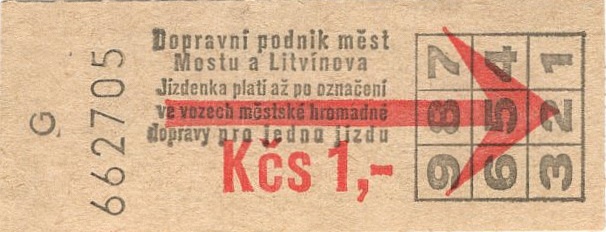 G
662705
Dopravní podnik měst
Mostu a Litvínova
Jízdenka platí až po označení
ve vozech městské hromadné
dopravy pro jednu jízdu
Kčs 1,-
7 4 1
8 5 2
9 6 3